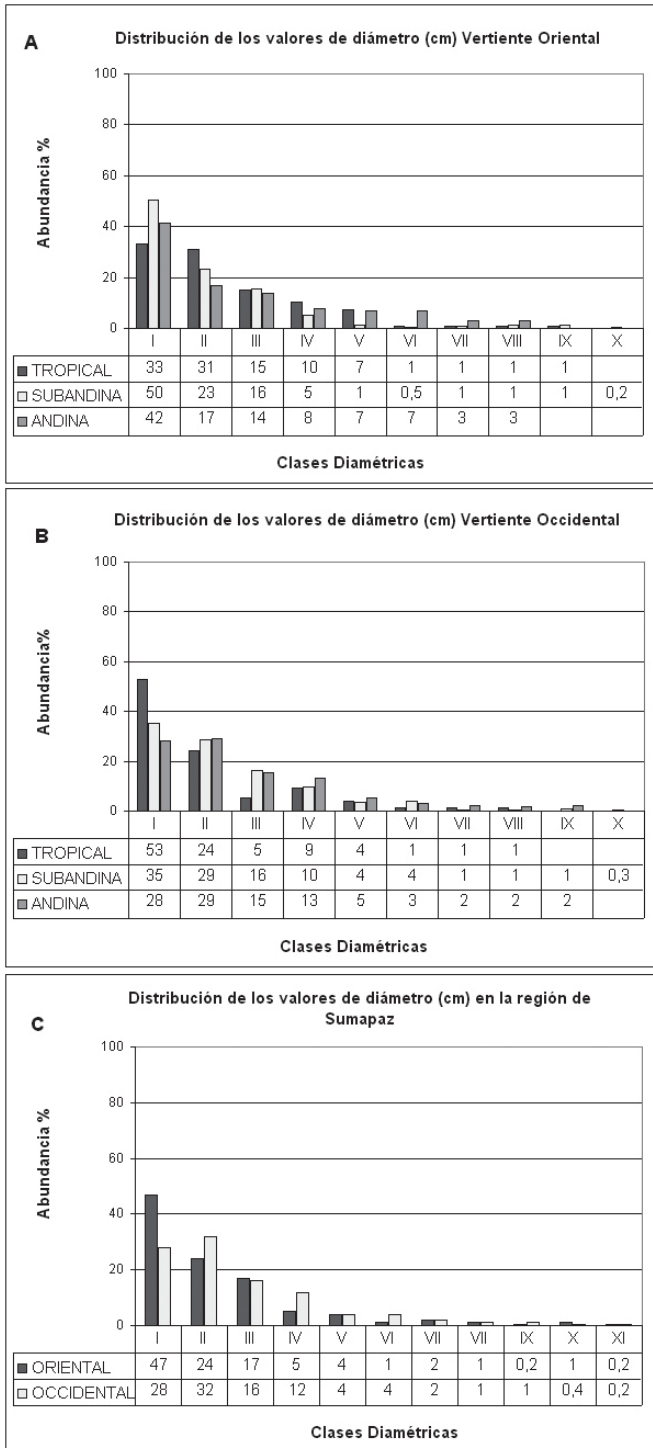 A
Distribución de los valores de diámetro (cm) Vertiente Oriental
Abundancia %
100
80
60
40
20
0
I II III IV V VI VII VIII IX X
TROPICAL 33 31 15 10 7 1 1 1 1
SUBANDINA 50 23 16 5 1 0,5 1 1 1 0,2
ANDINA 42 17 14 8 7 7 3 3
Clases Diamétricas
B
Distribución de los valores de diámetro (cm) Vertiente Occidental
Abundancia%
100
80
60
40
20
0
I II III IV V VI VII VIII IX X
TROPICAL 53 24 5 9 4 1 1 1
SUBANDINA 35 29 16 10 4 4 1 1 1 0,3
ANDINA 28 29 15 13 5 3 2 2 2
Clases Diamétricas
C
Distribución de los valores de diámetro (cm) en la región de
Sumapaz
Abundancia %
100
80
60
40
20
0
I II III IV V VI VII VII IX X XI
ORIENTAL 47 24 17 5 4 1 2 1 0,2 1 0,2
OCCIDENTAL 28 32 16 12 4 4 2 1 1 0,4 0,2
Clases Diamétricas